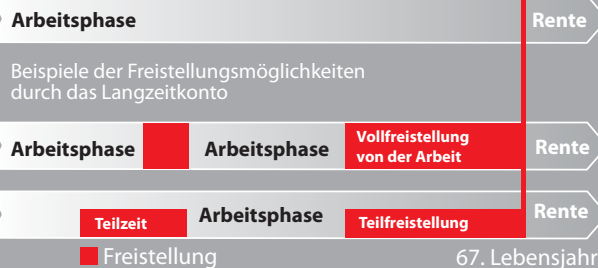 Arbeitsphase Rente
Beispiele der Freistellungsmöglichkeiten
durch das Langzeitkonto
Arbeitsphase Arbeitsphase Vollfreistellung
von der Arbeit Rente
Teilzeit Arbeitsphase Teilfreistellung Rente
Freistellung 67. Lebensjahr